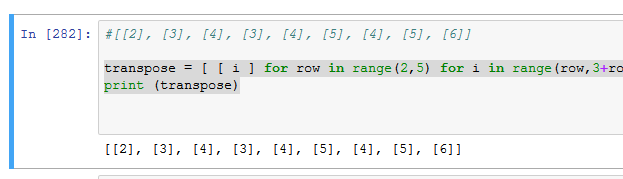 In [282]: #[[2], [3], [4], [3], [4], [5], [4], [5], [6]]
transpose = [ [ i ] for row in range(2,5) for i in range(row,3+ro
print (transpose)
[[2], [3], [4], [3], [4], [5], [4], [5], [6]]